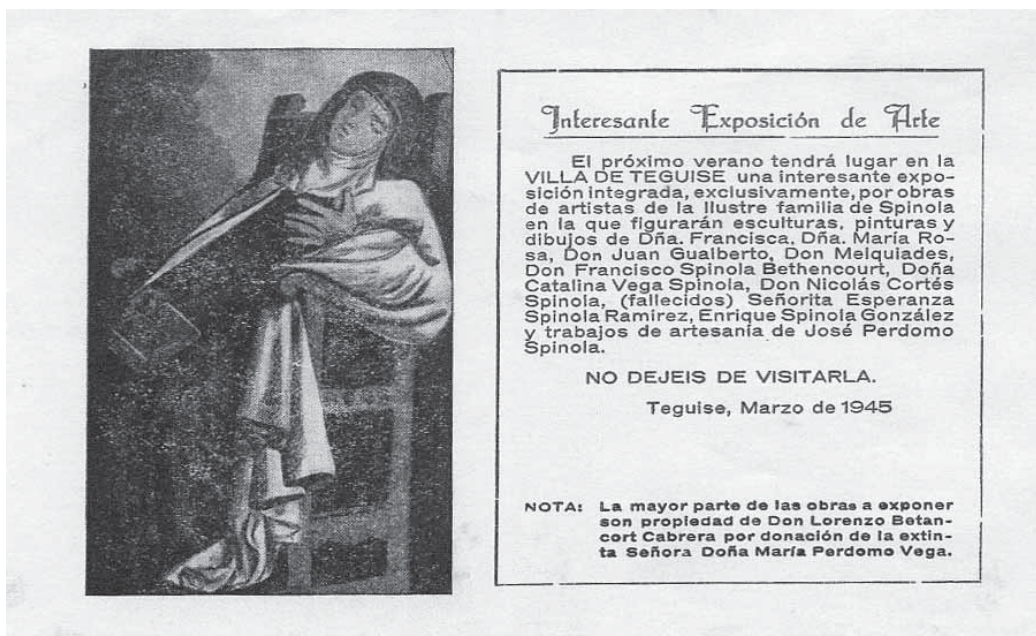 Interesante Exposición de Arte
El próximo verano tendrá lugar en la
VILLA DE TEGUISE una interesante expo-
sición integrada, exclusivamente, por obras
de artistas de la Ilustre familia de Spinola
en la que figurarán esculturas, pinturas y
dibujos de Dña. Francisca, Dña. María Ro-
sa, Don Juan Gualberto, Don Melquiades,
Don Francisco Spinola Bethencourt, Doña
Catalina Vega Spinola, Don Nicolás Cortés
Spinola, (fallecidos) Señorita Esperanza
Spinola Ramirez, Enrique Spinola González
y trabajos de artesanía de José Perdomo
Spinola.
NO DEJEIS DE VISITARLA.
Teguise, Marzo de 1945
NOTA: La mayor parte de las obras a exponer
son propiedad de Don Lorenzo Betan-
cort Cabrera por donación de la extin-
ta Señora Doña María Perdomo Vega.